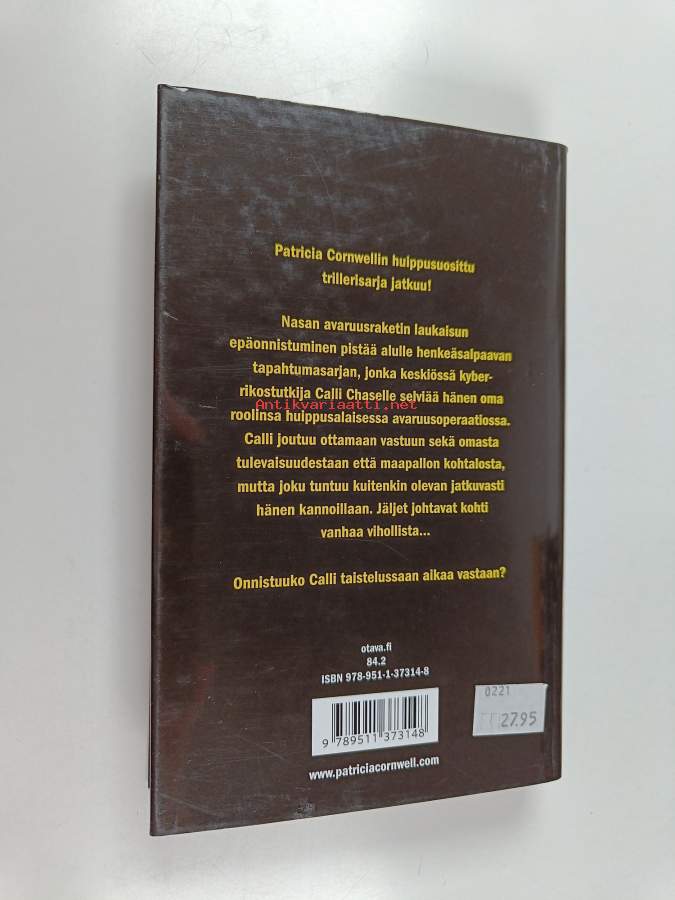 Patricia Cornwellin huippusuosittu
trillerisarja jatkuu!
Nasan avaruusraketin laukaisun
epäonnistuminen pistää alulle henkeäsalpaavan
tapahtumasarjan, jonka keskiössä kyber-
rikostutkija Calli Chaselle selviää hänen oma
Antikvariaatti.net
roolinsa huippusalaisessa avaruusoperaatiossa.
Calli joutuu ottamaan vastuun sekä omasta
tulevaisuudestaan että maapallon kohtalosta,
mutta joku tuntuu kuitenkin olevan jatkuvasti
hänen kannoillaan. Jäljet johtavat kohti
vanhaa vihollista...
Onnistuuko Calli taistelussaan aikaa vastaan?
otava.fi
84.2
ISBN 978-951-1-37314-8
9 789511 373148
www.patriciacornwell.com
0221
27.95